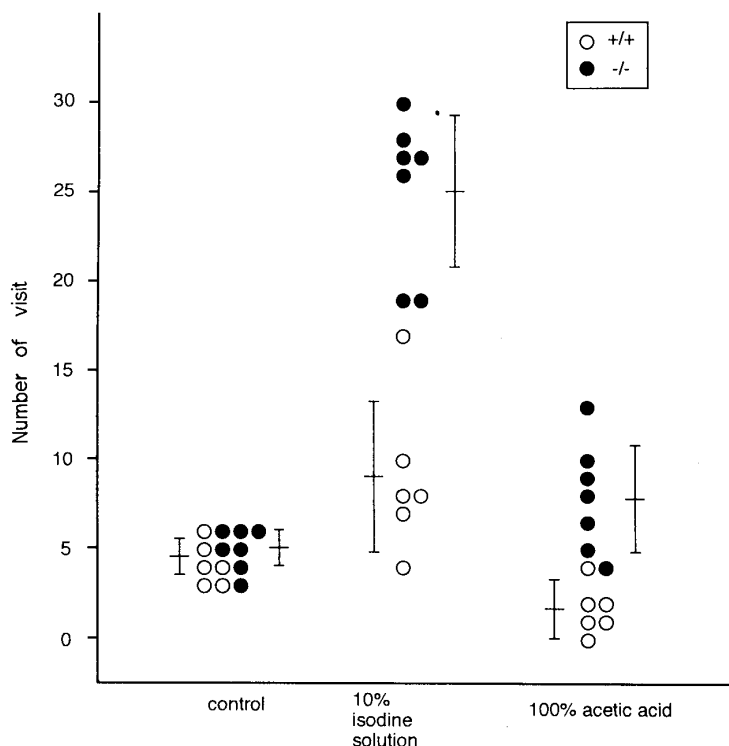 +/+
-/-
30
25
20
15
10
5
0
Number of visit
control
10%
isodine
solution
100% acetic acid